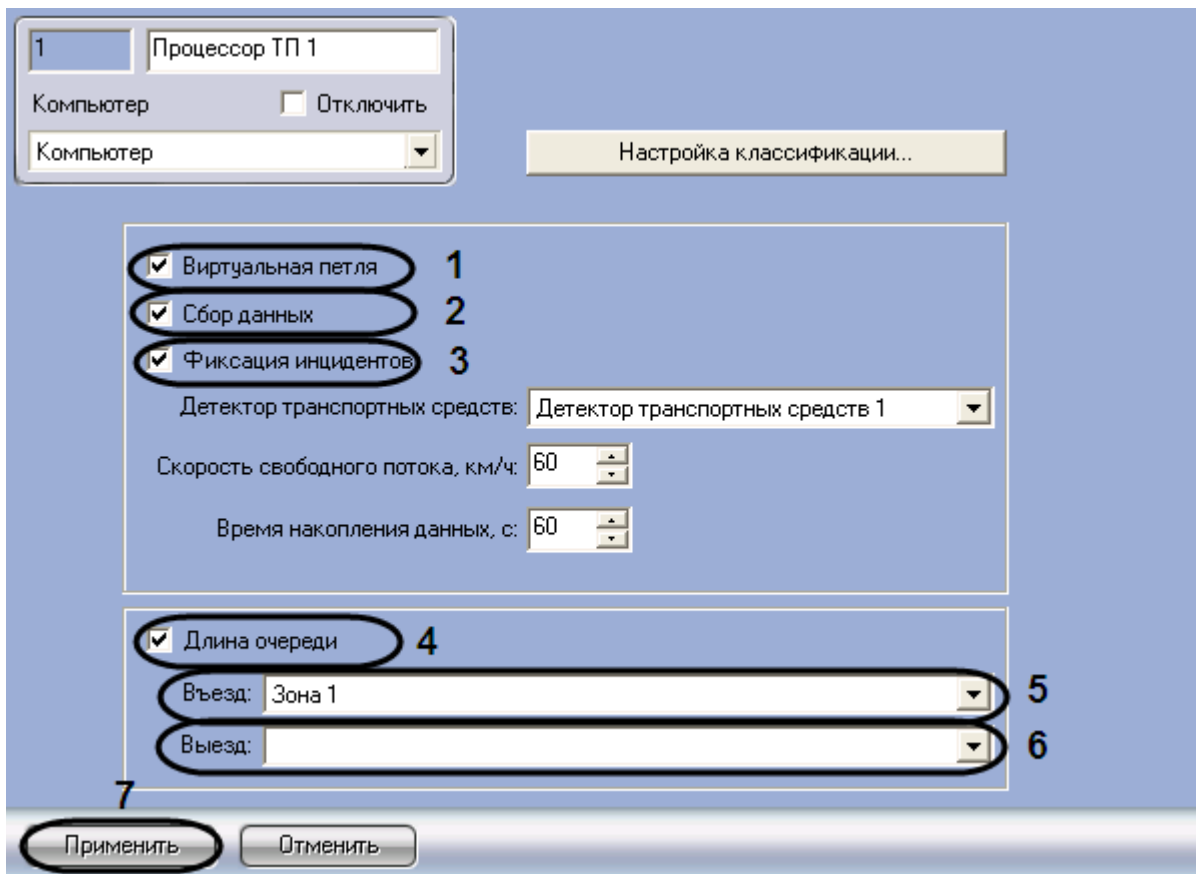 1 Процессор ТП 1
Компьютер Отключить
Компьютер
Настройка классификации...
Виртуальная петля 1
Сбор данных 2
Фиксация инцидентов 3
Детектор транспортных средств: Детектор транспортных средств 1
Скорость свободного потока, км/ч: 60
Время накопления данных, с: 60
Длина очереди 4
Въезд: Зона 1 5
Выезд: 6
7
Применить Отменить